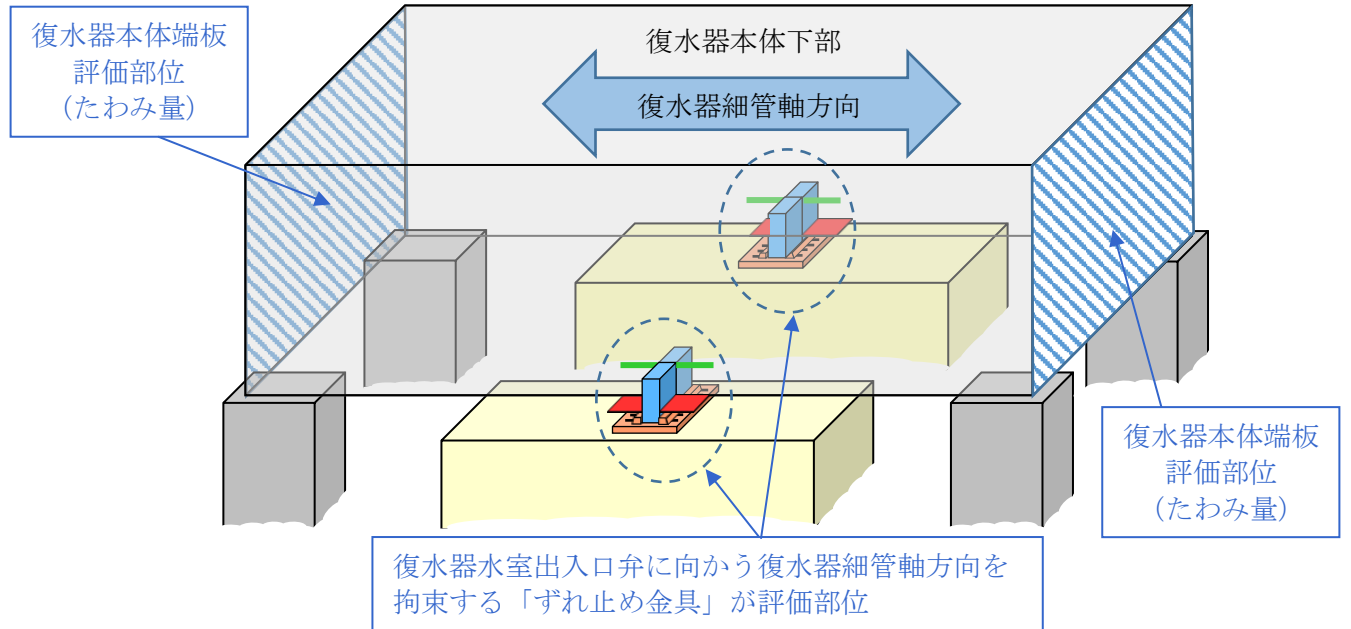 復水器本体端板
評価部位
(たわみ量)
復水器本体下部
復水器細管軸方向
復水器本体端板
評価部位
(たわみ量)
復水器水室出入口弁に向かう復水器細管軸方向を
拘束する「ずれ止め金具」が評価部位